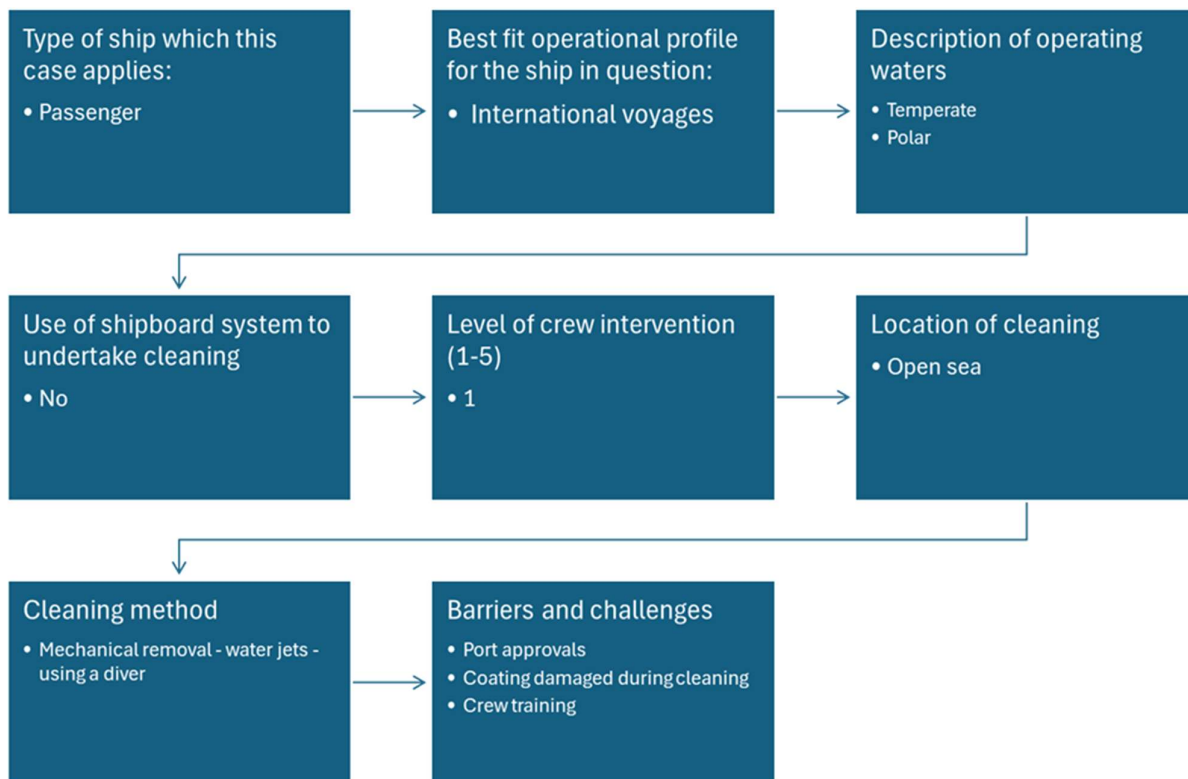 Type of ship which this
case applies:
• Passenger
Best fit operational profile
for the ship in question:
• International voyages
Description of operating
waters
• Temperate
• Polar
Use of shipboard system to
undertake cleaning
• No
Level of crew intervention
(1-5)
• 1
Location of cleaning
• Open sea
Cleaning method
• Mechanical removal - water jets -
using a diver
Barriers and challenges
• Port approvals
• Coating damaged during cleaning
• Crew training